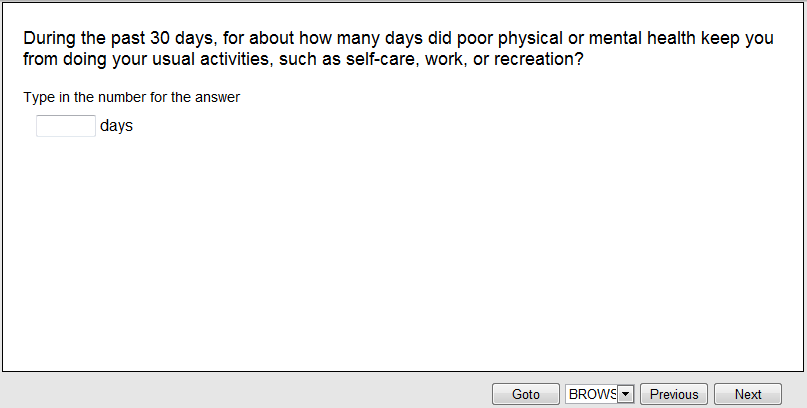 During the past 30 days, for about how many days did poor physical or mental health keep you
from doing your usual activities, such as self-care, work, or recreation?
Type in the number for the answer
days
Goto BROWS Previous Next